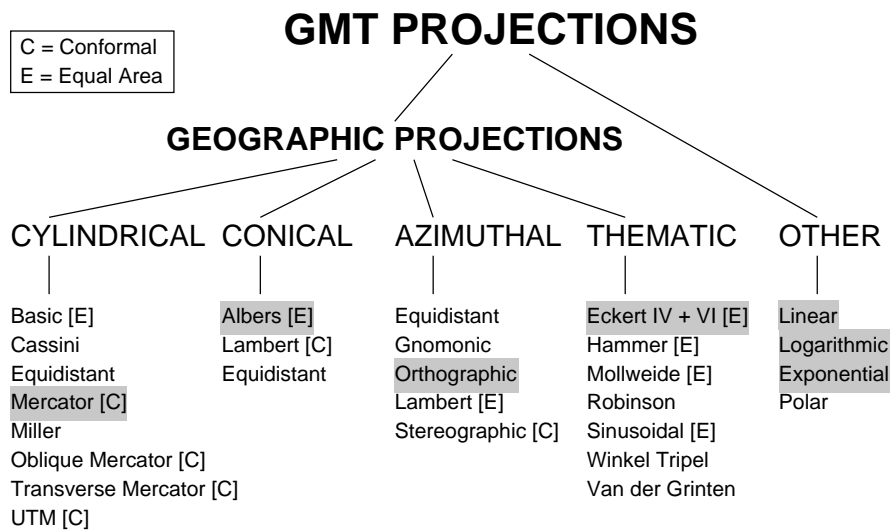 GMT PROJECTIONS
C = Conformal
E = Equal Area
GEOGRAPHIC PROJECTIONS
CYLINDRICAL
Basic [E]
Cassini
Equidistant
Mercator [C]
Miller
Oblique Mercator [C]
Transverse Mercator [C]
UTM [C]
CONICAL
Albers [E]
Lambert [C]
Equidistant
AZIMUTHAL
Equidistant
Gnomonic
Orthographic
Lambert [E]
Stereographic [C]
THEMATIC
Eckert IV + VI [E]
Hammer [E]
Mollweide [E]
Robinson
Sinusoidal [E]
Winkel Tripel
Van der Grinten
OTHER
Linear
Logarithmic
Exponential
Polar